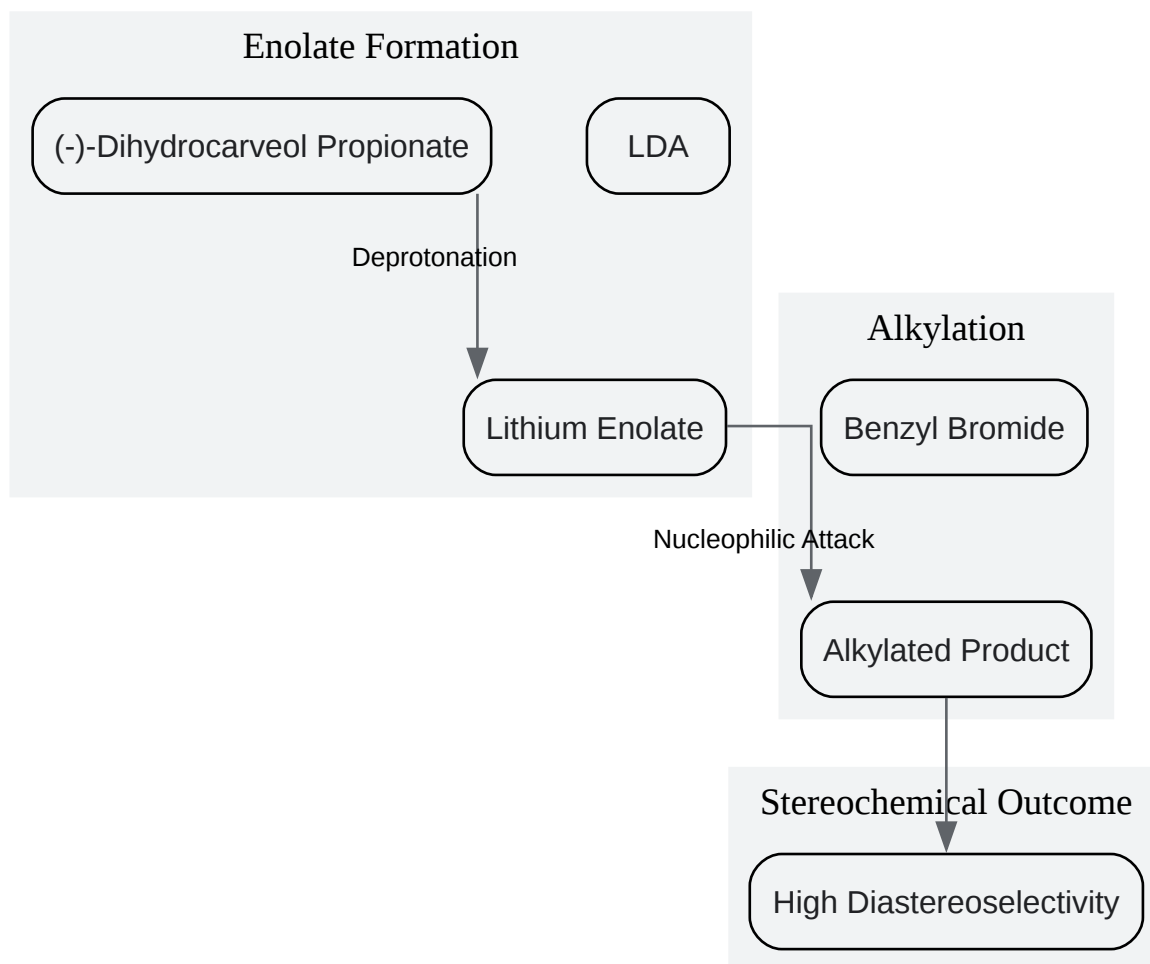 Enolate Formation
(-)-Dihydrocarveol Propionate
LDA
Deprotonation
Lithium Enolate
Alkylation
Benzyl Bromide
Nucleophilic Attack
Alkylated Product
Stereochemical Outcome
High Diastereoselectivity